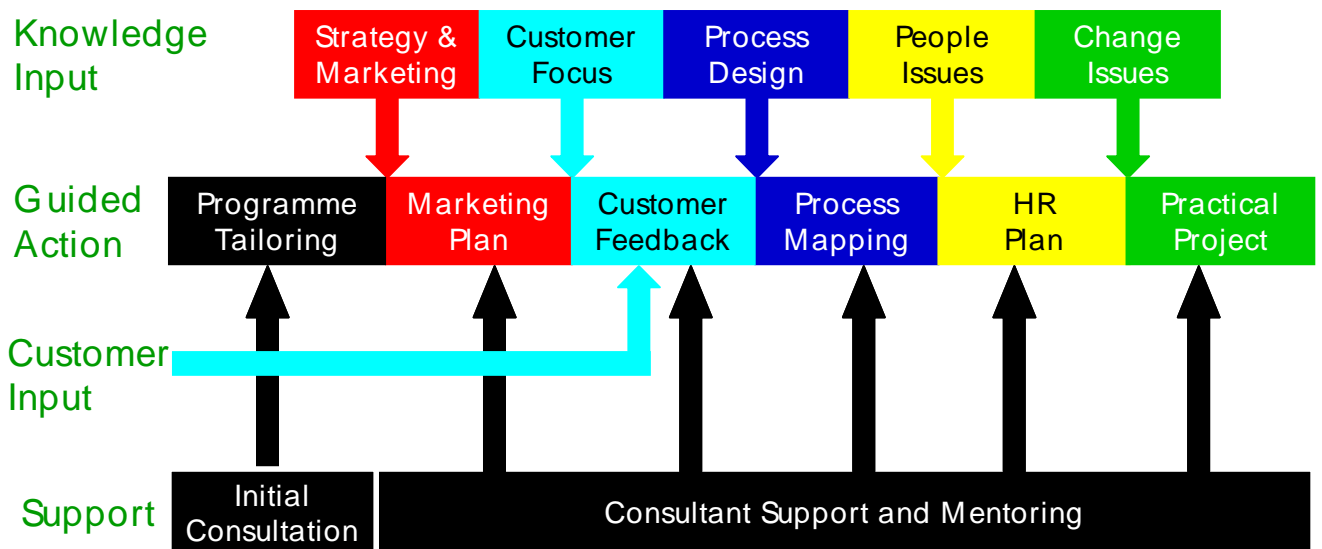 Knowledge
Input
Strategy &
Marketing
Customer
Focus
Process
Design
People
Issues
Change
Issues
Guided
Action
Programme
Tailoring
Marketing
Plan
Customer
Feedback
Process
Mapping
HR
Plan
Practical
Project
Customer
Input
Support
Initial
Consultation
Consultant Support and Mentoring